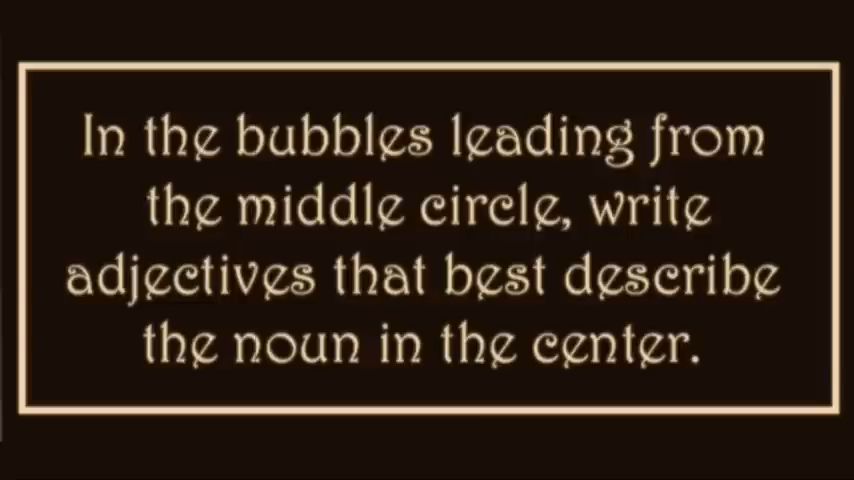 In the bubbles leading from
the middle circle, write
adjectives that best describe
the noun in the center.